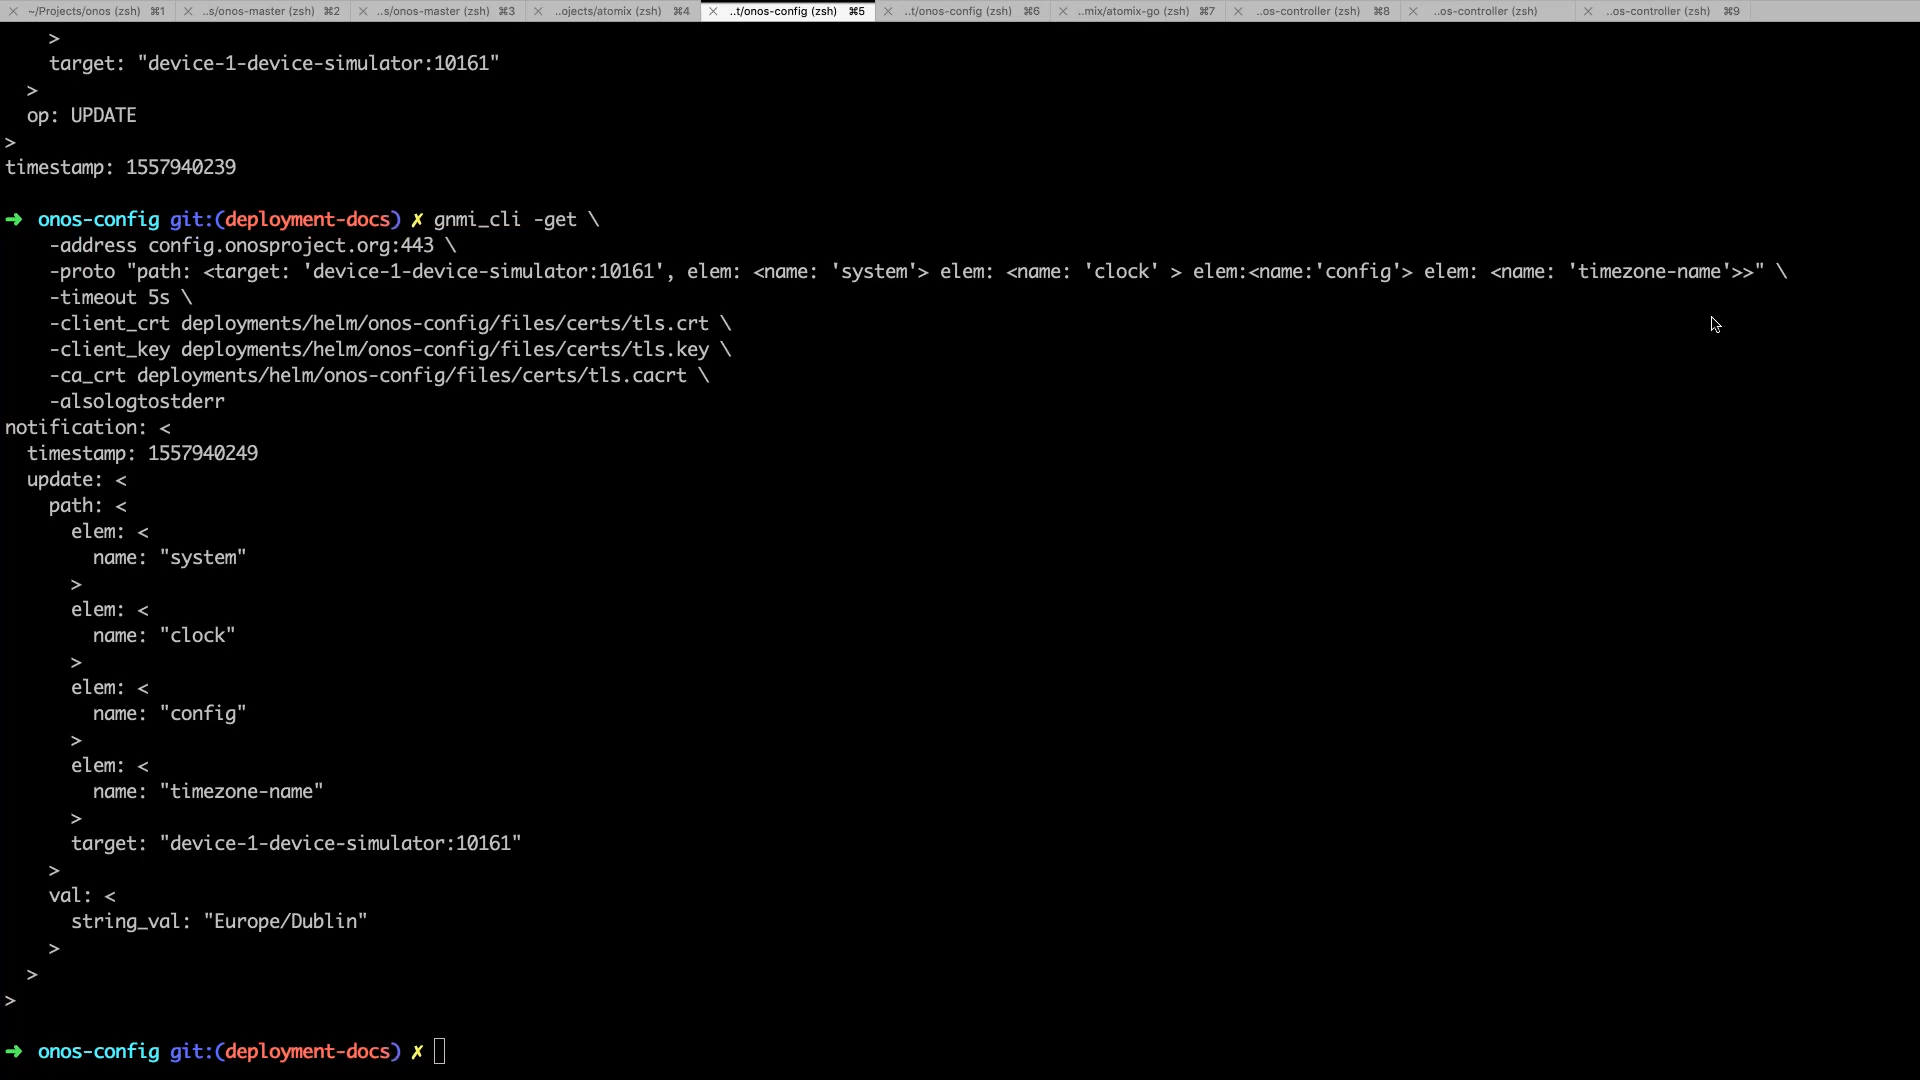 ~/Projects/onos (zsh) ⌘1 ..s/onos-master (zsh) ⌘2 ..s/onos-master (zsh) ⌘3 ..ojects/atomix (zsh) ⌘4 ..t/onos-config (zsh) ⌘5 ..t/onos-config (zsh) ⌘6 ..mix/atomix-go (zsh) ⌘7 ..os-controller (zsh) ⌘8 ..os-controller (zsh) ..os-controller (zsh) ⌘9
    >
    target: "device-1-device-simulator:10161"
  >
  op: UPDATE
>
timestamp: 1557940239

➜  onos-config git:(deployment-docs) ✗ gnmi_cli -get \
    -address config.onosproject.org:443 \
    -proto "path: <target: 'device-1-device-simulator:10161', elem: <name: 'system'> elem: <name: 'clock' > elem:<name:'config'> elem: <name: 'timezone-name'>>" \
    -timeout 5s \
    -client_crt deployments/helm/onos-config/files/certs/tls.crt \
    -client_key deployments/helm/onos-config/files/certs/tls.key \
    -ca_crt deployments/helm/onos-config/files/certs/tls.cacrt \
    -alsologtostderr
notification: <
  timestamp: 1557940249
  update: <
    path: <
      elem: <
        name: "system"
      >
      elem: <
        name: "clock"
      >
      elem: <
        name: "config"
      >
      elem: <
        name: "timezone-name"
      >
      target: "device-1-device-simulator:10161"
    >
    val: <
      string_val: "Europe/Dublin"
    >
  >
>

➜  onos-config git:(deployment-docs) ✗